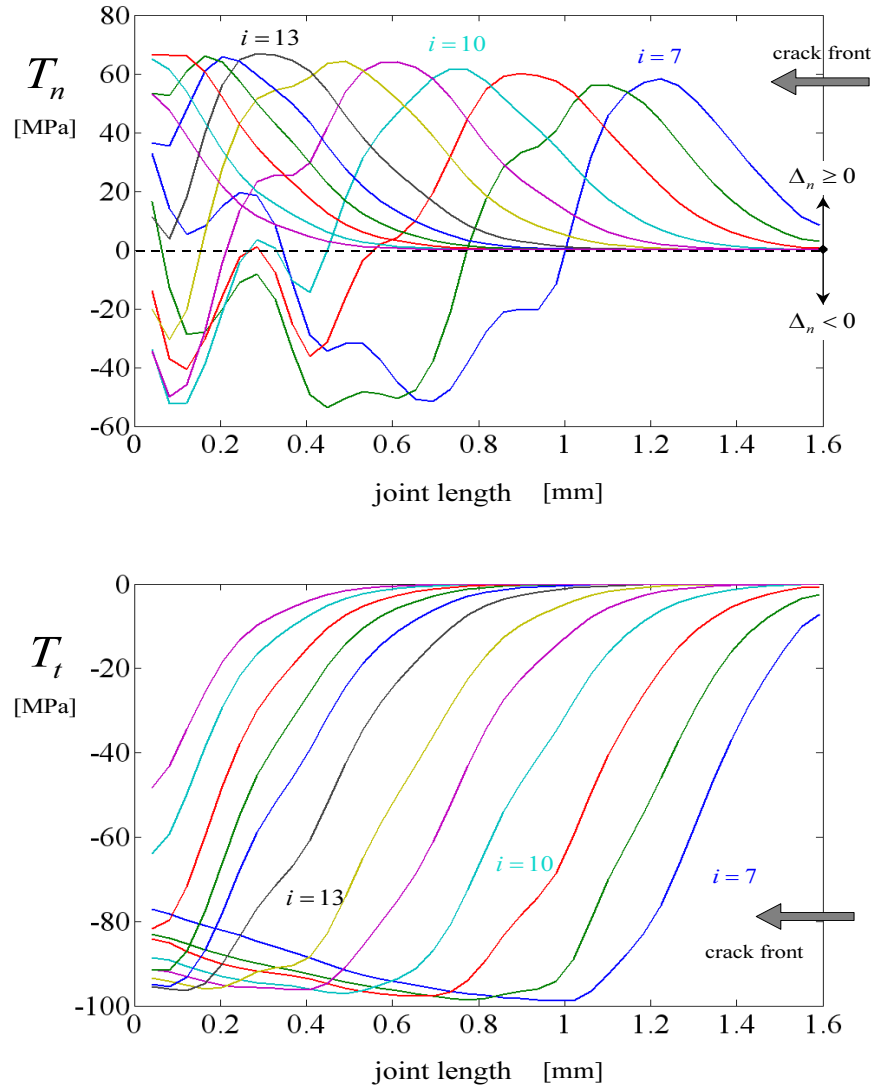 80
60
40
20
0
-20
-40
-60
T_n
[MPa]
i = 13
i = 10
i = 7
crack front
Δ_n ≥ 0
Δ_n < 0
0 0.2 0.4 0.6 0.8 1 1.2 1.4 1.6
joint length [mm]
0
-20
-40
-60
-80
-100
T_t
[MPa]
i = 13
i = 10
i = 7
crack front
0 0.2 0.4 0.6 0.8 1 1.2 1.4 1.6
joint length [mm]